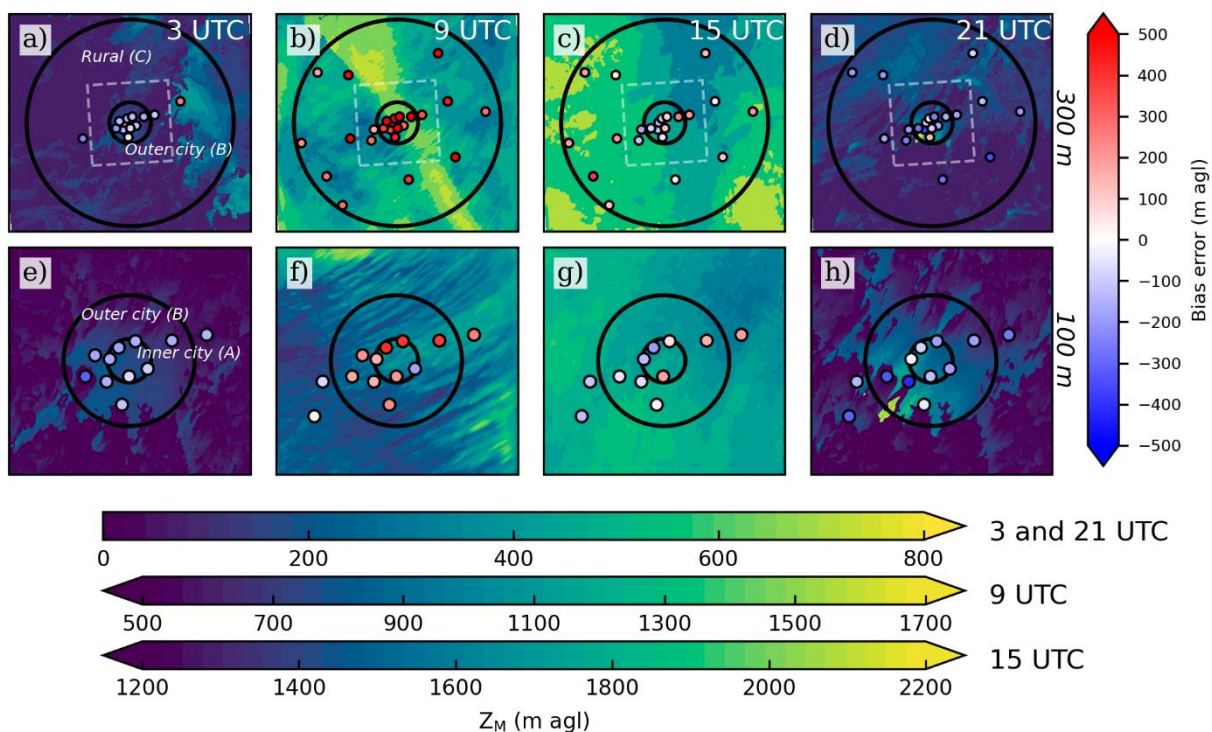 a)
3 UTC
Rural (C)
Outer city (B)
b)
9 UTC
c)
15 UTC
d)
21 UTC
300 m
e)
Outer city (B)
Inner city (A)
f)
g)
h)
100 m
500
400
300
200
100
0
−100
−200
−300
−400
−500
Bias error (m agl)
0 200 400 600 800
3 and 21 UTC
500 700 900 1100 1300 1500 1700
9 UTC
1200 1400 1600 1800 2000 2200
15 UTC
Z_M (m agl)